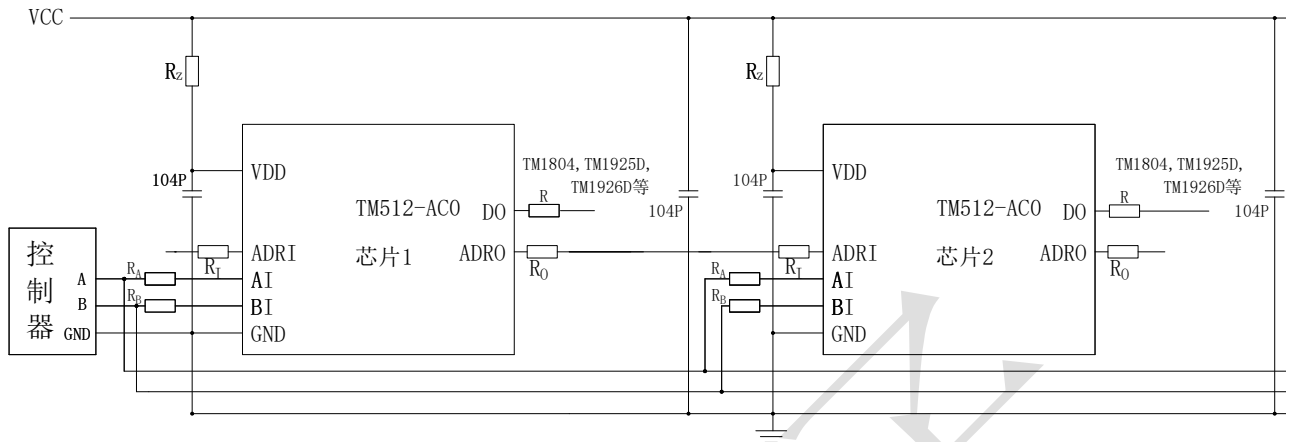 VCC
RZ
RZ
104P
VDD
TM1804, TM1925D,
TM1926D等
R
104P
TM512-AC0
DO
ADRI
芯片1
ADRO
RI
RO
AI
BI
GND
控制器
A
B
GND
RA
RB
104P
VDD
TM1804, TM1925D,
TM1926D等
R
104P
TM512-AC0
DO
ADRI
芯片2
ADRO
RI
RO
RA
AI
RB
BI
GND